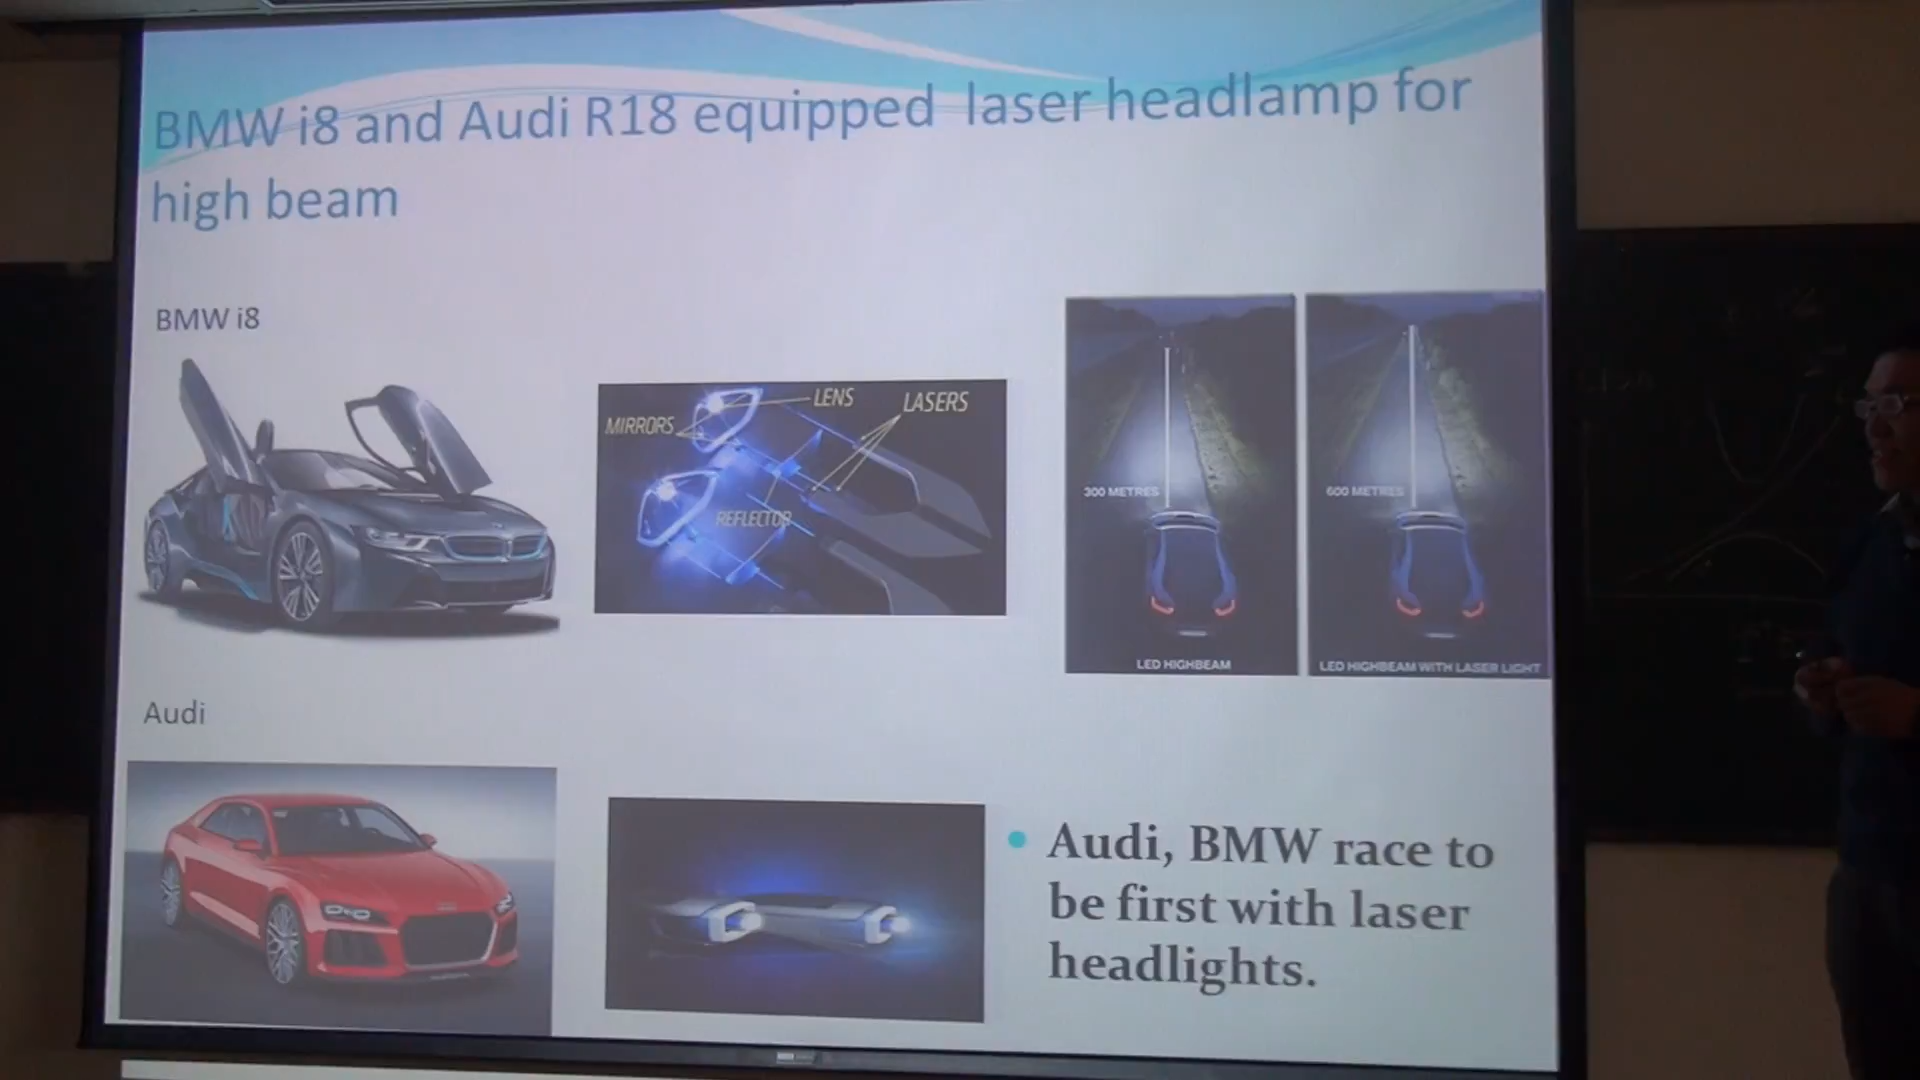 BMW i8 and Audi R18 equipped laser headlamp for
high beam
BMW i8
MIRRORS
LENS
LASERS
REFLECTOR
300 METRES
LED HIGHBEAM
600 METRES
LED HIGHBEAM WITH LASER LIGHT
Audi
• Audi, BMW race to
be first with laser
headlights.